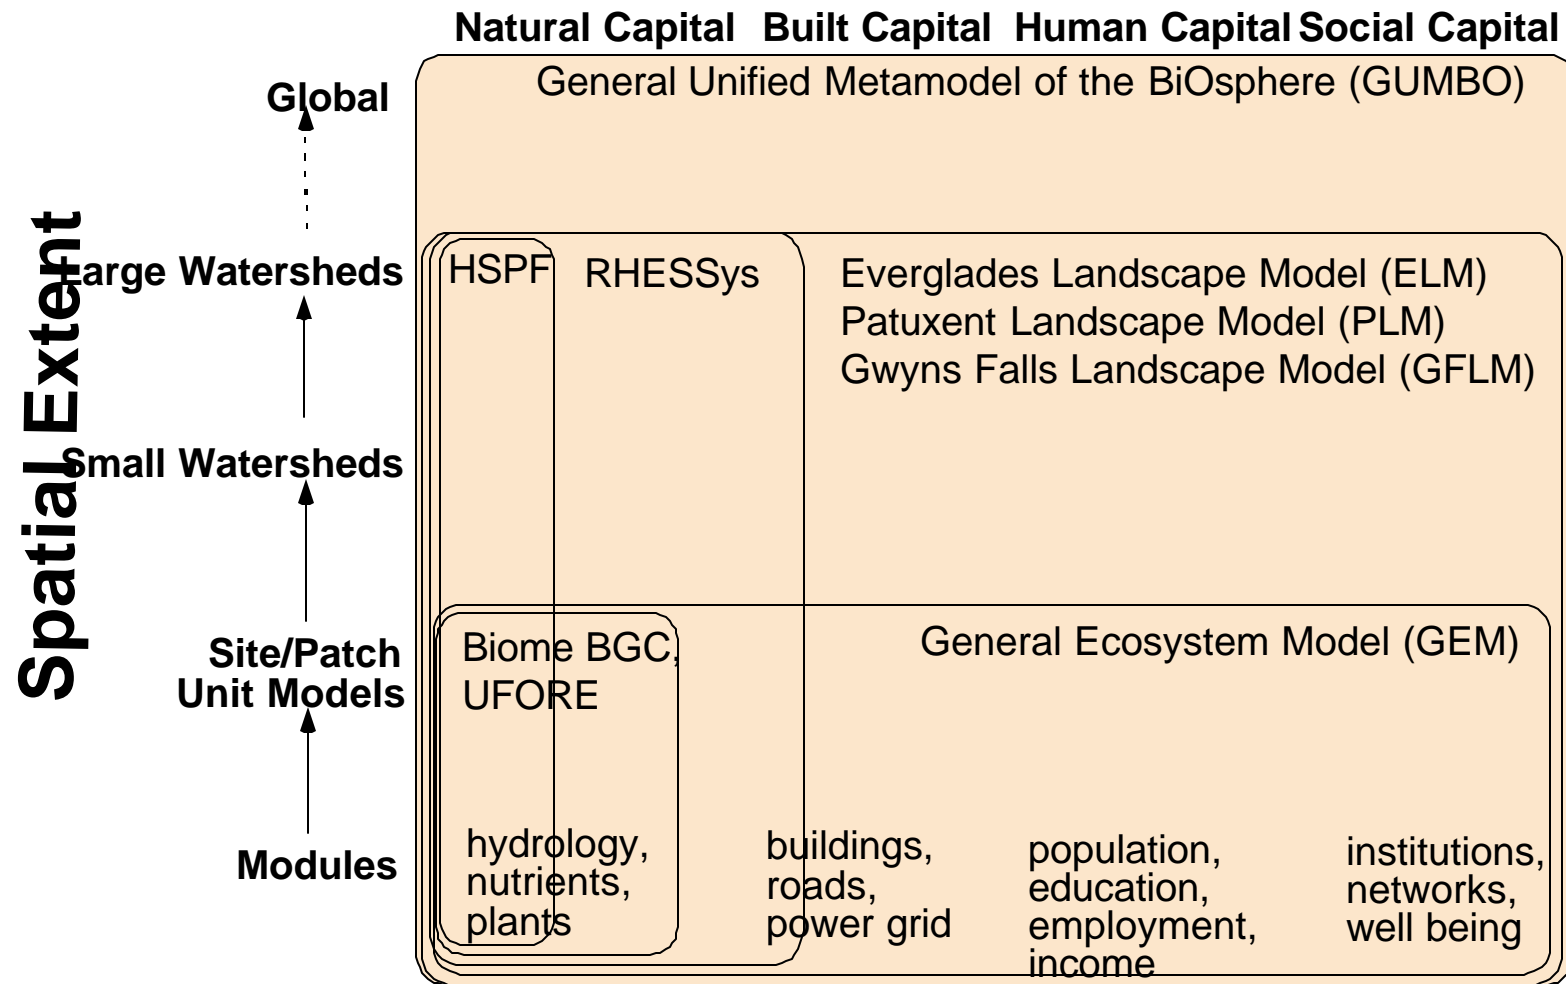 Natural Capital Built Capital Human Capital Social Capital
General Unified Metamodel of the BiOsphere (GUMBO)
Global
Spatial Extent
Large Watersheds
HSPF
RHESSys
Everglades Landscape Model (ELM)
Patuxent Landscape Model (PLM)
Gwyns Falls Landscape Model (GFLM)
Small Watersheds
Site/Patch
Unit Models
Biome BGC,
UFORE
General Ecosystem Model (GEM)
Modules
hydrology,
nutrients,
plants
buildings,
roads,
power grid
population,
education,
employment,
income
institutions,
networks,
well being